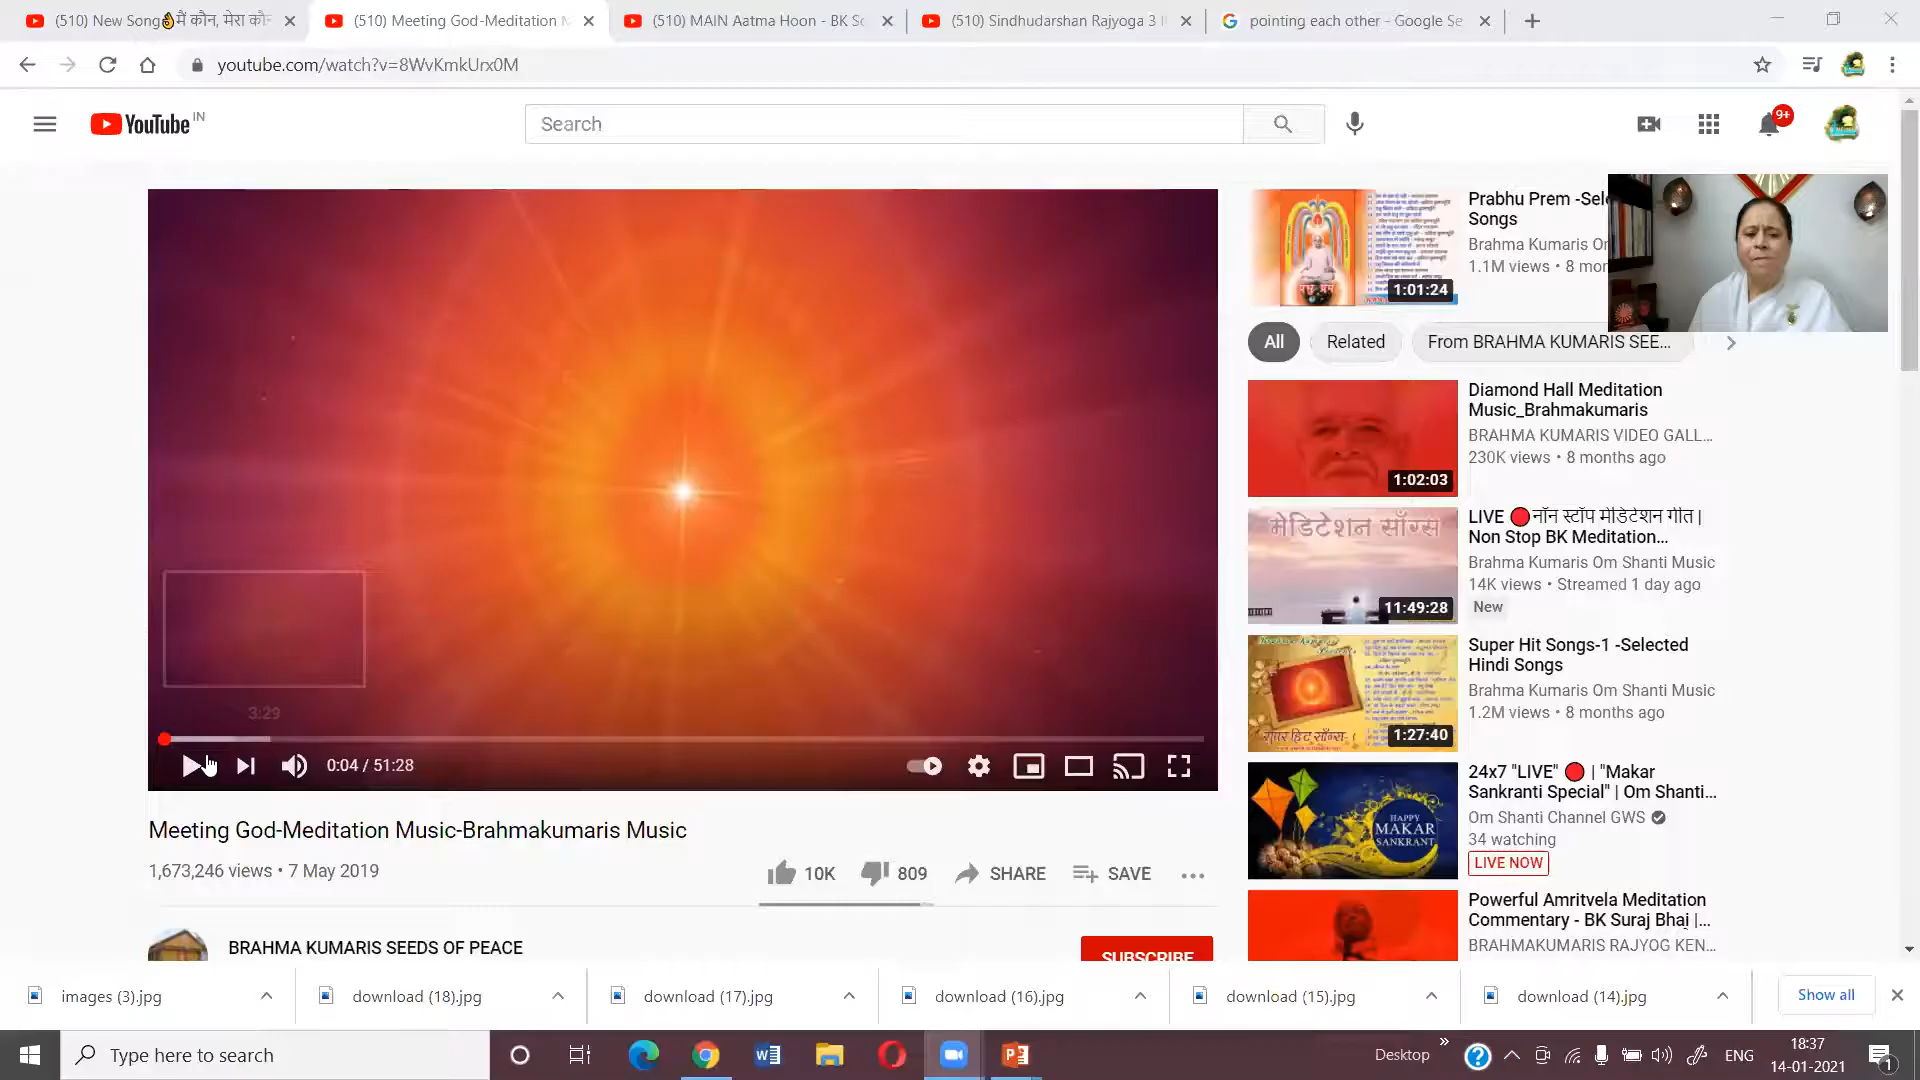 (510) New Song👌मैं कौन, मेरा कौन
(510) Meeting God-Meditation M
(510) MAIN Aatma Hoon - BK So
(510) Sindhudarshan Rajyoga 3
pointing each other - Google Se
youtube.com/watch?v=8WvKmkUrx0M
YouTube IN
Search
9+
3:29
0:04 / 51:28
Meeting God-Meditation Music-Brahmakumaris Music
1,673,246 views • 7 May 2019
10K
809
SHARE
SAVE
BRAHMA KUMARIS SEEDS OF PEACE
SUBSCRIBE
1:01:24
Prabhu Prem -Sele
Songs
Brahma Kumaris Or
1.1M views • 8 mor
All
Related
From BRAHMA KUMARIS SEE...
1:02:03
Diamond Hall Meditation
Music_Brahmakumaris
BRAHMA KUMARIS VIDEO GALL...
230K views • 8 months ago
मेडिटेशन सॉंग्स
11:49:28
LIVE 🔴नॉन स्टॉप मेडिटेशन गीत |
Non Stop BK Meditation...
Brahma Kumaris Om Shanti Music
14K views • Streamed 1 day ago
New
सुपर हिट सॉंग्स-1
1:27:40
Super Hit Songs-1 -Selected
Hindi Songs
Brahma Kumaris Om Shanti Music
1.2M views • 8 months ago
HAPPY
MAKAR
SANKRANT
24x7 "LIVE" 🔴 | "Makar
Sankranti Special" | Om Shanti...
Om Shanti Channel GWS
34 watching
LIVE NOW
Powerful Amritvela Meditation
Commentary - BK Suraj Bhai |...
BRAHMAKUMARIS RAJYOG KEN...
images (3).jpg
download (18).jpg
download (17).jpg
download (16).jpg
download (15).jpg
download (14).jpg
Show all
Type here to search
Desktop
ENG
18:37
14-01-2021
1